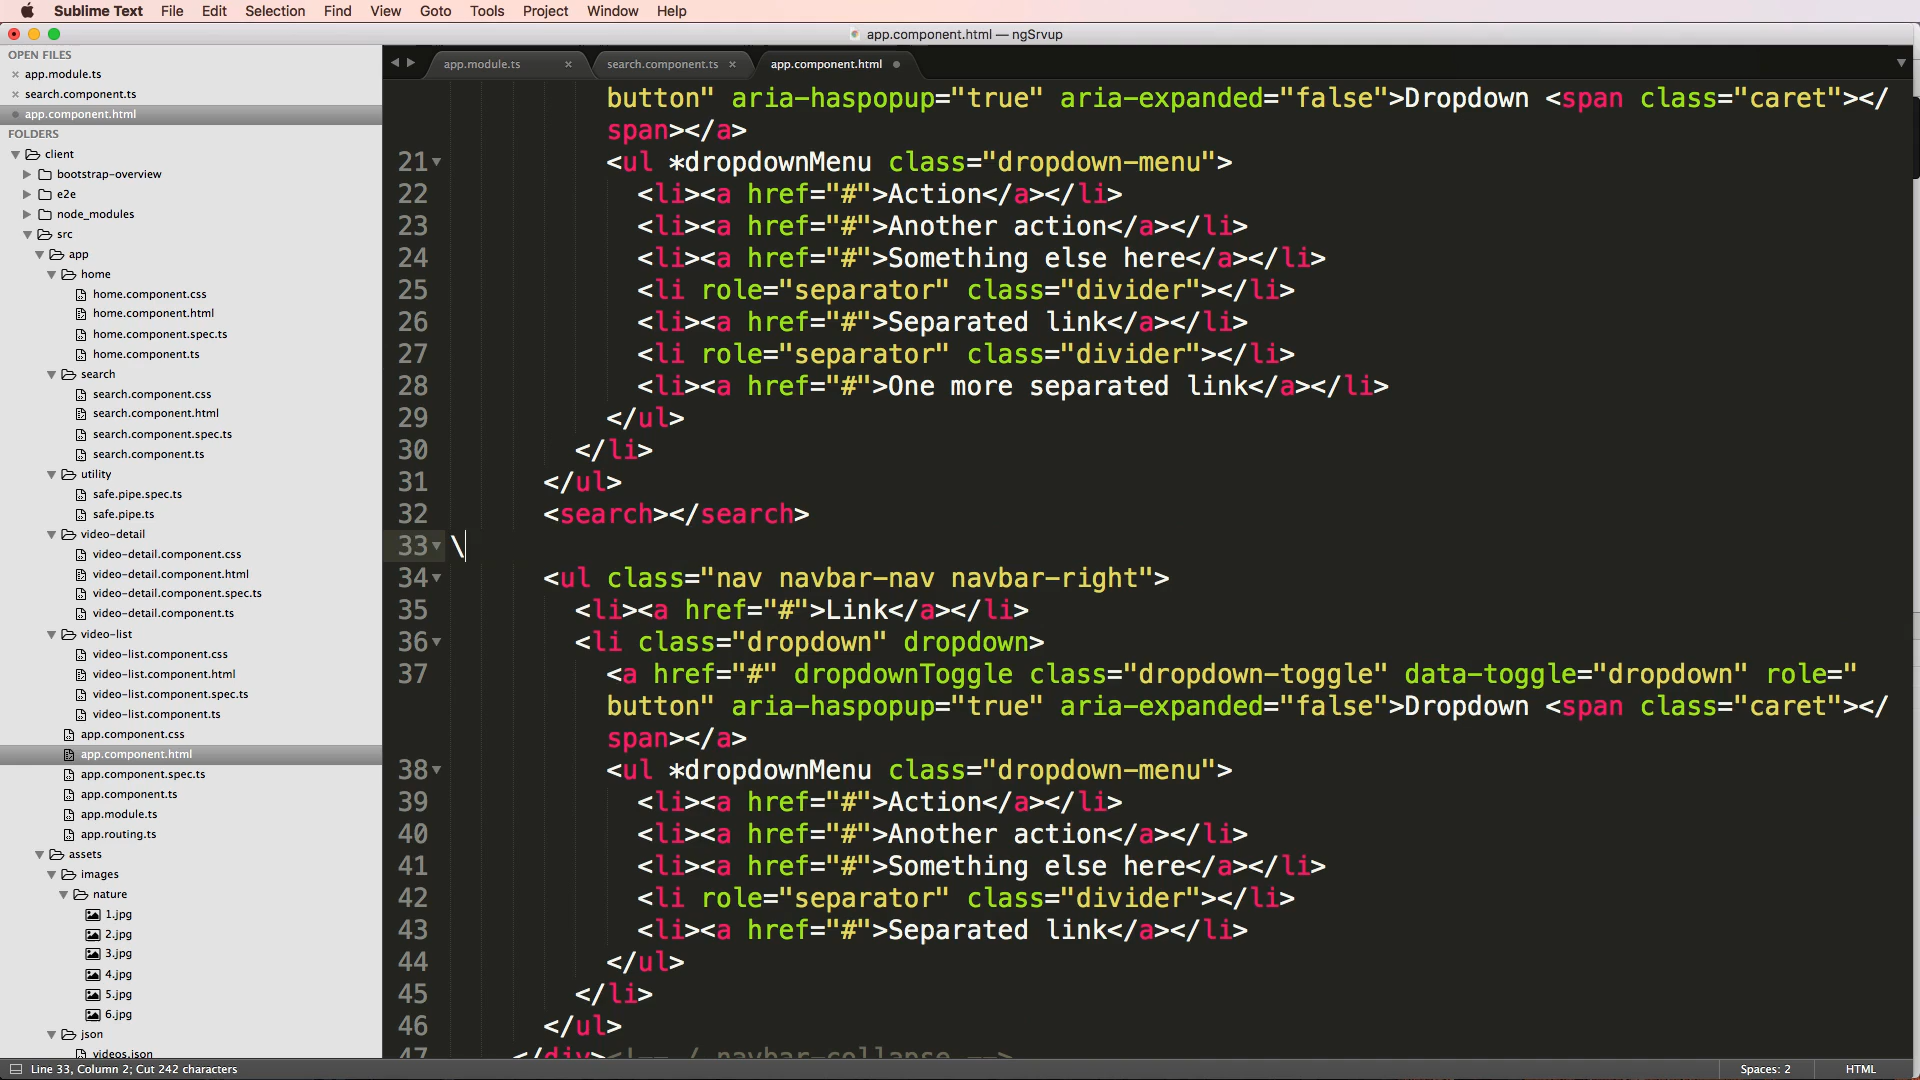 Sublime Text File Edit Selection Find View Goto Tools Project Window Help
app.component.html — ngSrvup
OPEN FILES
app.module.ts
search.component.ts
app.component.html
FOLDERS
client
bootstrap-overview
e2e
node_modules
src
app
home
home.component.css
home.component.html
home.component.spec.ts
home.component.ts
search
search.component.css
search.component.html
search.component.spec.ts
search.component.ts
utility
safe.pipe.spec.ts
safe.pipe.ts
video-detail
video-detail.component.css
video-detail.component.html
video-detail.component.spec.ts
video-detail.component.ts
video-list
video-list.component.css
video-list.component.html
video-list.component.spec.ts
video-list.component.ts
app.component.css
app.component.html
app.component.spec.ts
app.component.ts
app.module.ts
app.routing.ts
assets
images
nature
1.jpg
2.jpg
3.jpg
4.jpg
5.jpg
6.jpg
json
videos.json
app.module.ts × search.component.ts × app.component.html
button" aria-haspopup="true" aria-expanded="false">Dropdown <span class="caret"></
span></a>
21 <ul *dropdownMenu class="dropdown-menu">
22 <li><a href="#">Action</a></li>
23 <li><a href="#">Another action</a></li>
24 <li><a href="#">Something else here</a></li>
25 <li role="separator" class="divider"></li>
26 <li><a href="#">Separated link</a></li>
27 <li role="separator" class="divider"></li>
28 <li><a href="#">One more separated link</a></li>
29 </ul>
30 </li>
31 </ul>
32 <search></search>
33 \
34 <ul class="nav navbar-nav navbar-right">
35 <li><a href="#">Link</a></li>
36 <li class="dropdown" dropdown>
37 <a href="#" dropdownToggle class="dropdown-toggle" data-toggle="dropdown" role="
button" aria-haspopup="true" aria-expanded="false">Dropdown <span class="caret"></
span></a>
38 <ul *dropdownMenu class="dropdown-menu">
39 <li><a href="#">Action</a></li>
40 <li><a href="#">Another action</a></li>
41 <li><a href="#">Something else here</a></li>
42 <li role="separator" class="divider"></li>
43 <li><a href="#">Separated link</a></li>
44 </ul>
45 </li>
46 </ul>
47 </div><!-- /.navbar-collapse -->
Line 33, Column 2; Cut 242 characters Spaces: 2 HTML